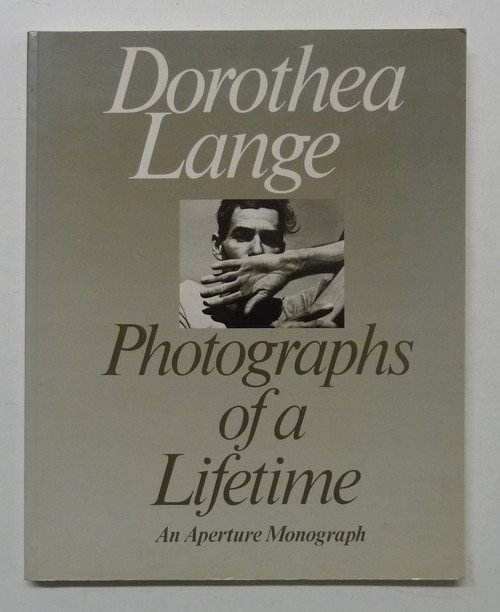 Dorothea
Lange
Photographs
of a
Lifetime
An Aperture Monograph